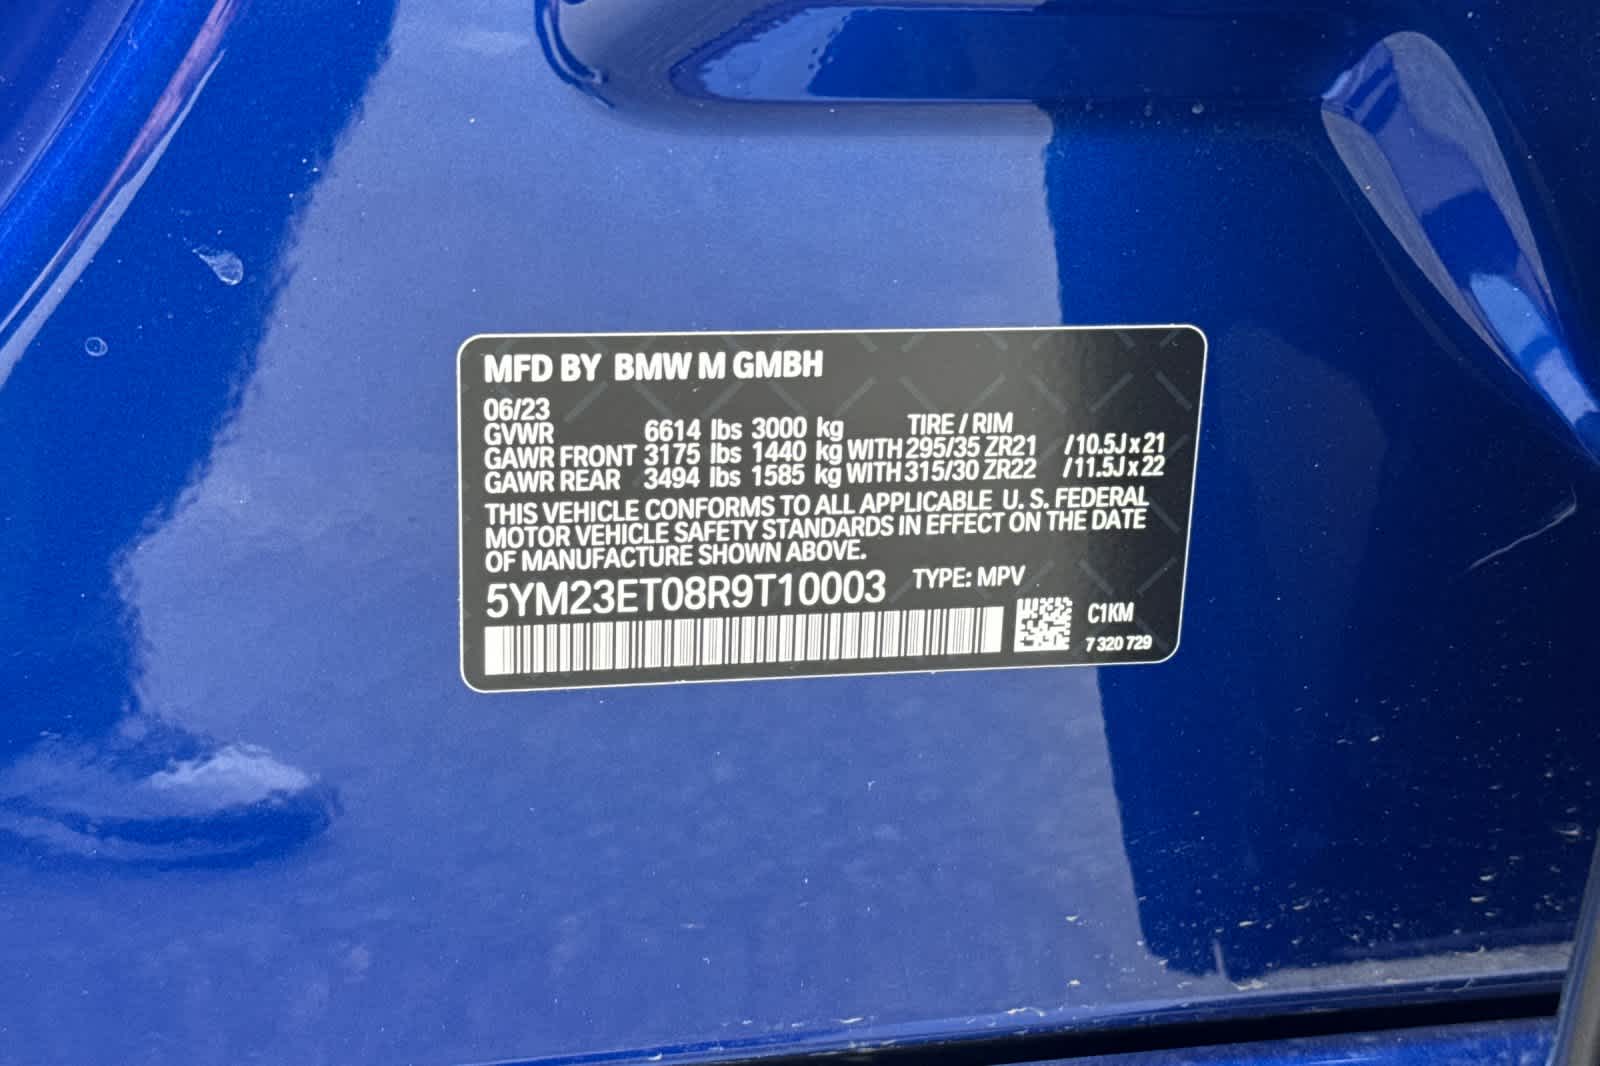 MFD BY BMW M GMBH
06/23
GVWR 6614 lbs 3000 kg TIRE / RIM
GAWR FRONT 3175 lbs 1440 kg WITH 295/35 ZR21 /10.5J x 21
GAWR REAR 3494 lbs 1585 kg WITH 315/30 ZR22 /11.5J x 22
THIS VEHICLE CONFORMS TO ALL APPLICABLE U. S. FEDERAL
MOTOR VEHICLE SAFETY STANDARDS IN EFFECT ON THE DATE
OF MANUFACTURE SHOWN ABOVE.
5YM23ET08R9T10003 TYPE: MPV
C1KM
7 320 729